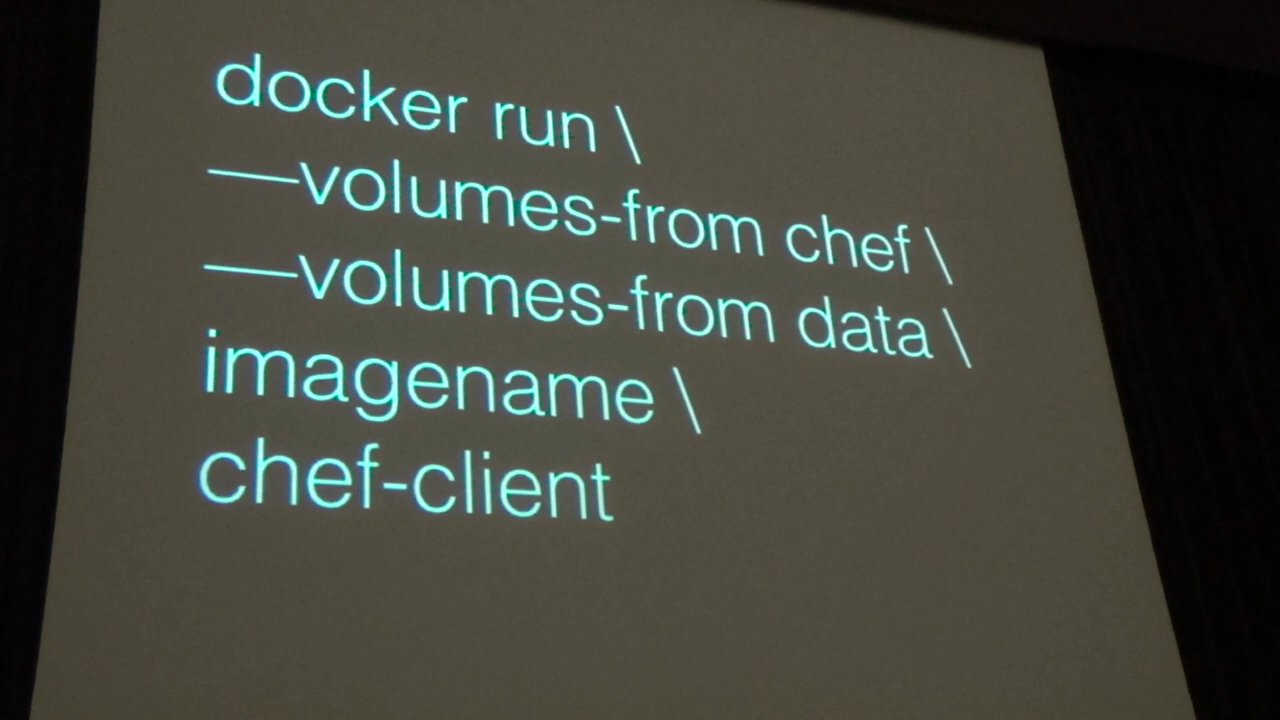 docker run \
—volumes-from chef \
—volumes-from data \
imagename \
chef-client